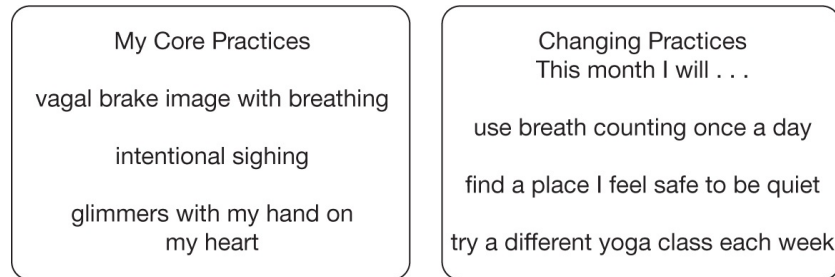 My Core Practices
vagal brake image with breathing
intentional sighing
glimmers with my hand on
my heart
Changing Practices
This month I will . . .
use breath counting once a day
find a place I feel safe to be quiet
try a different yoga class each week